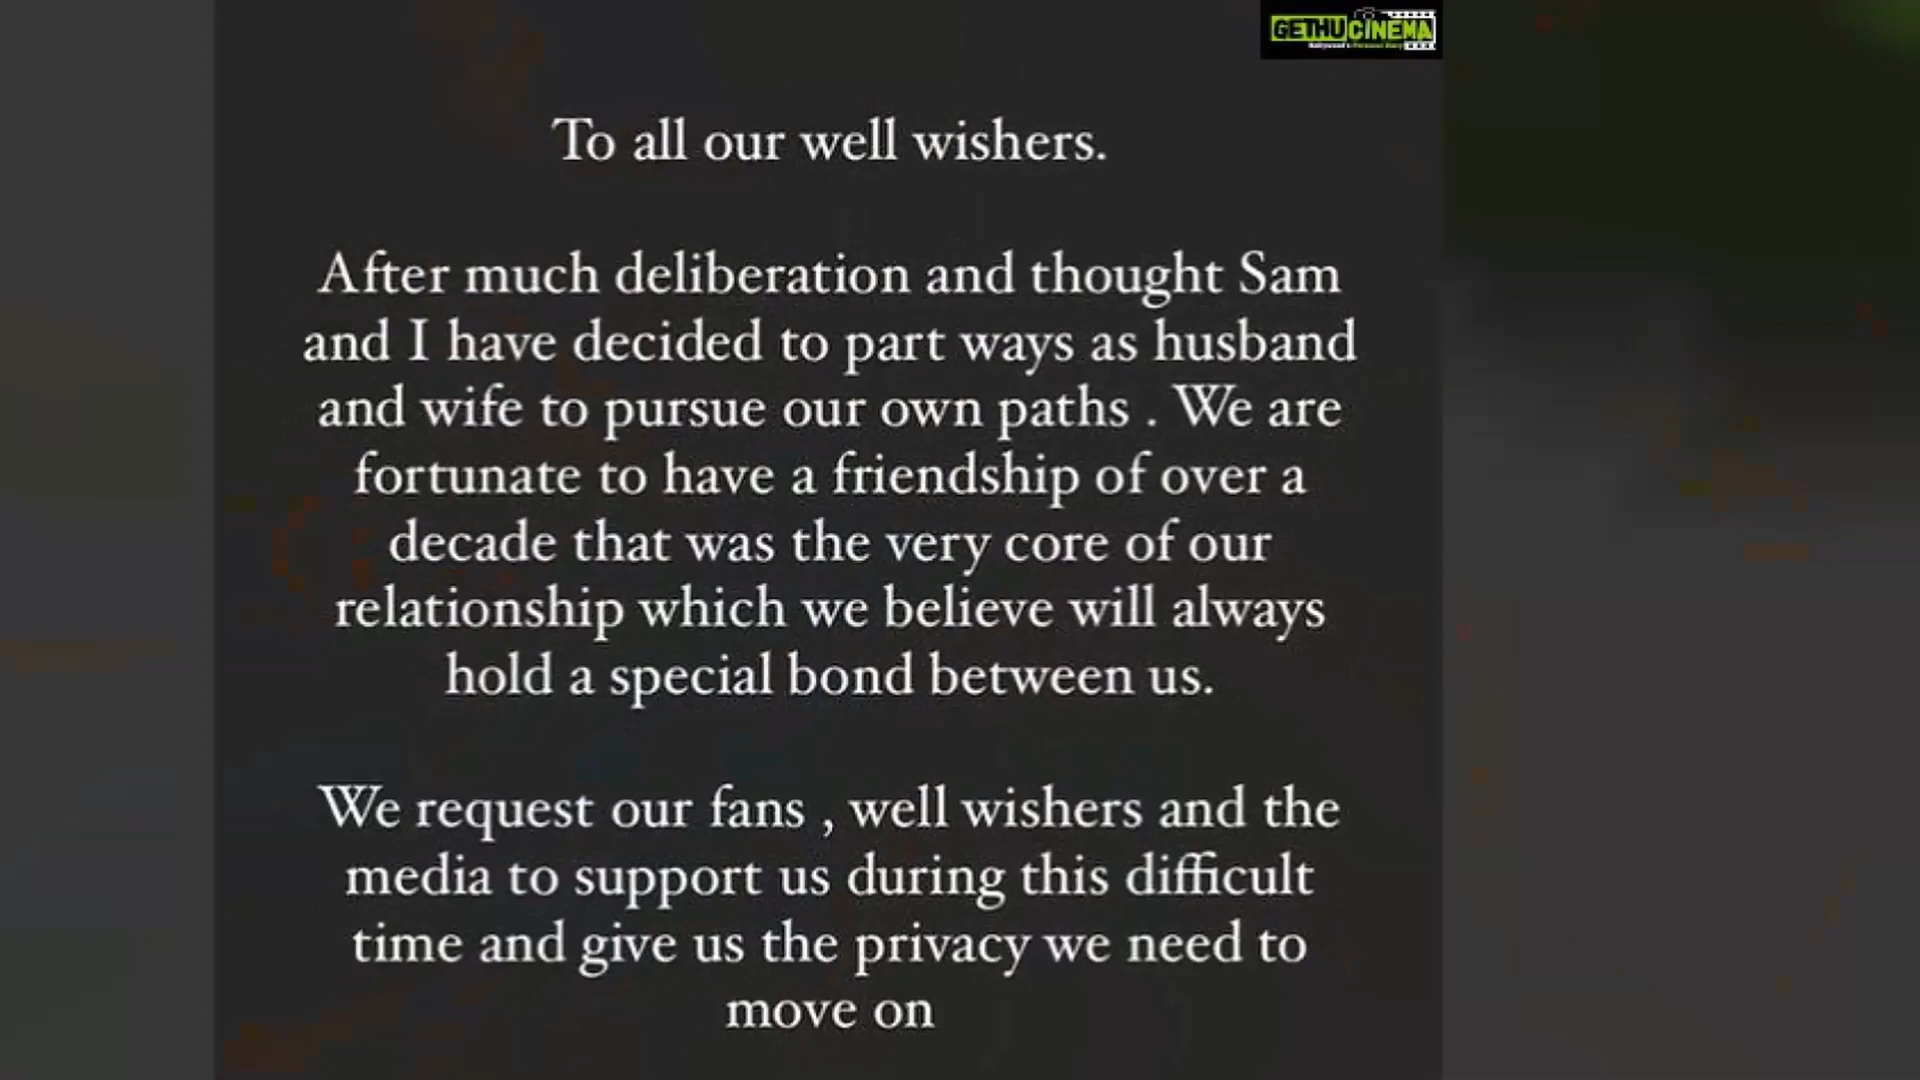 GETHU CINEMA
To all our well wishers.
After much deliberation and thought Sam
and I have decided to part ways as husband
and wife to pursue our own paths . We are
fortunate to have a friendship of over a
decade that was the very core of our
relationship which we believe will always
hold a special bond between us.
We request our fans , well wishers and the
media to support us during this difficult
time and give us the privacy we need to
move on